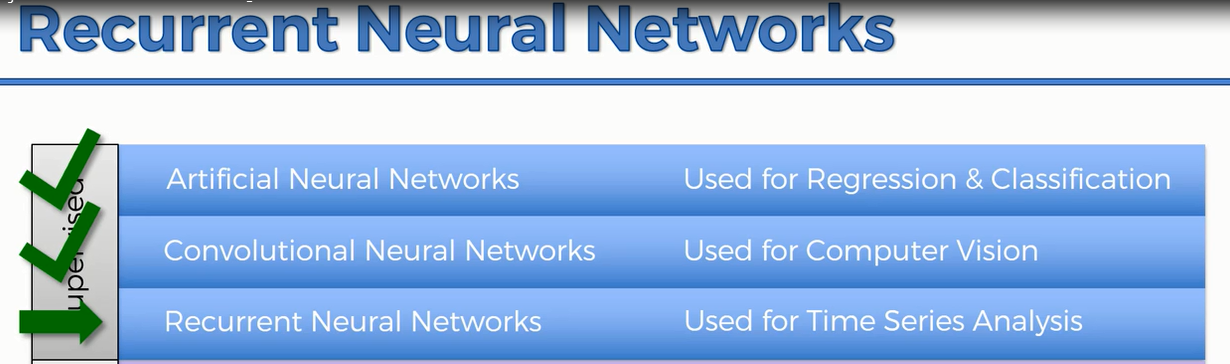 Recurrent Neural Networks
Artificial Neural Networks Used for Regression & Classification
Convolutional Neural Networks Used for Computer Vision
Recurrent Neural Networks Used for Time Series Analysis